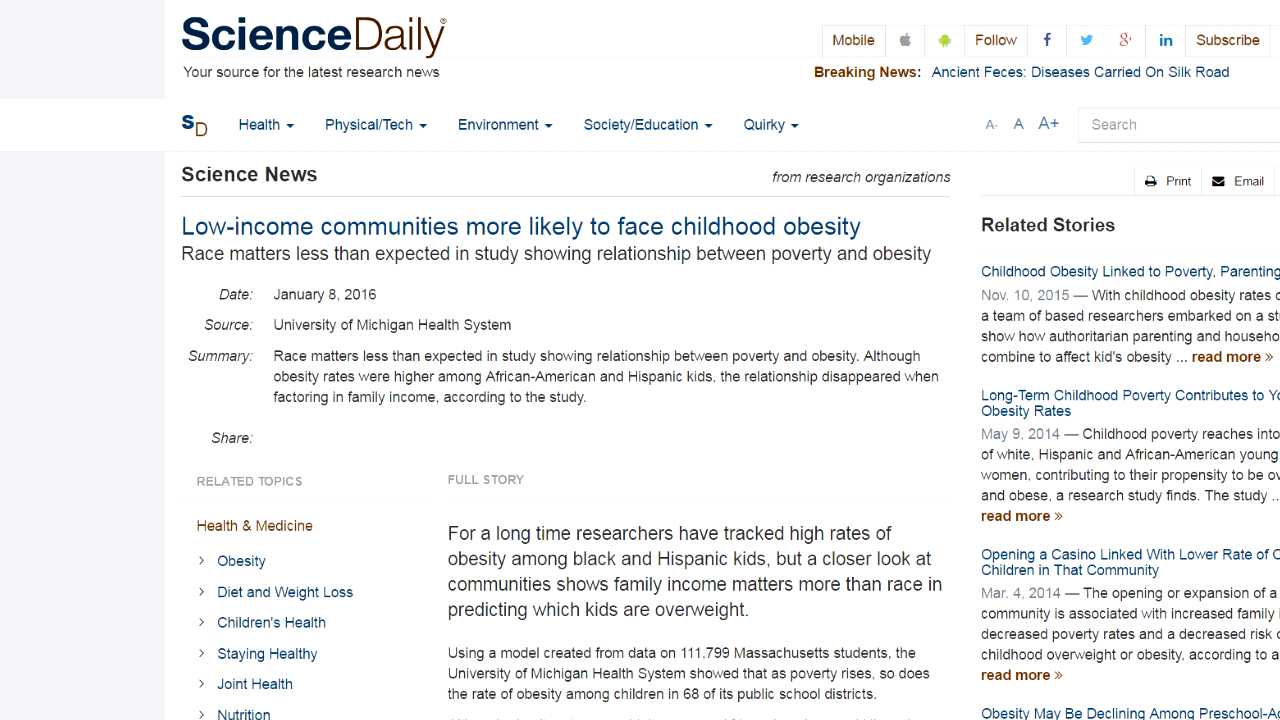 ScienceDaily®
Your source for the latest research news
Mobile
Follow
Subscribe
Breaking News: Ancient Feces: Diseases Carried On Silk Road
SD
Health
Physical/Tech
Environment
Society/Education
Quirky
A-
A
A+
Search
Science News
from research organizations
Print
Email
Low-income communities more likely to face childhood obesity
Race matters less than expected in study showing relationship between poverty and obesity
Date: January 8, 2016
Source: University of Michigan Health System
Summary: Race matters less than expected in study showing relationship between poverty and obesity. Although
obesity rates were higher among African-American and Hispanic kids, the relationship disappeared when
factoring in family income, according to the study.
Share:
RELATED TOPICS
Health & Medicine
Obesity
Diet and Weight Loss
Children's Health
Staying Healthy
Joint Health
Nutrition
FULL STORY
For a long time researchers have tracked high rates of
obesity among black and Hispanic kids, but a closer look at
communities shows family income matters more than race in
predicting which kids are overweight.
Using a model created from data on 111,799 Massachusetts students, the
University of Michigan Health System showed that as poverty rises, so does
the rate of obesity among children in 68 of its public school districts.
Related Stories
Childhood Obesity Linked to Poverty, Parenting
Nov. 10, 2015 — With childhood obesity rates
a team of based researchers embarked on a
show how authoritarian parenting and
combine to affect kid's obesity ... read more »
Long-Term Childhood Poverty Contributes to
Obesity Rates
May 9, 2014 — Childhood poverty reaches into
of white, Hispanic and African-American young
women, contributing to their propensity to be
and obese, a research study finds. The study ...
read more »
Opening a Casino Linked With Lower Rate of
Children in That Community
Mar. 4, 2014 — The opening or expansion of a
community is associated with increased family
decreased poverty rates and a decreased risk
childhood overweight or obesity, according to
read more »
Obesity May Be Declining Among